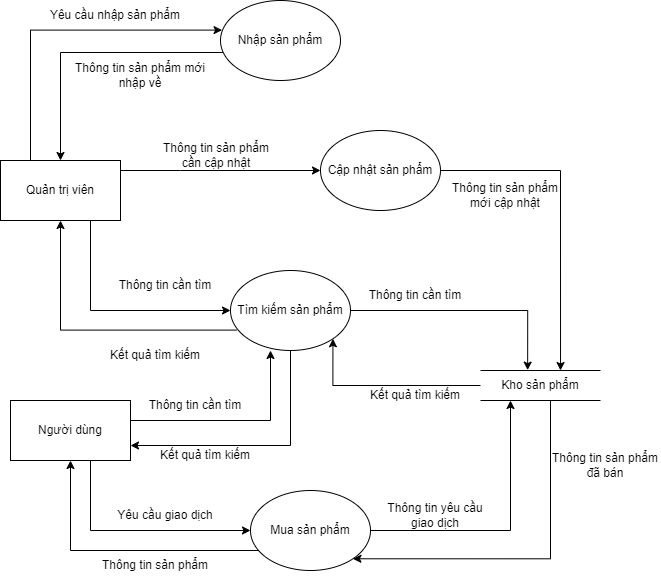 Yêu cầu nhập sản phẩm
Nhập sản phẩm
Thông tin sản phẩm mới
nhập về
Thông tin sản phẩm
cần cập nhật
Cập nhật sản phẩm
Thông tin sản phẩm
mới cập nhật
Quản trị viên
Thông tin cần tìm
Tìm kiếm sản phẩm
Thông tin cần tìm
Kết quả tìm kiếm
Kho sản phẩm
Kết quả tìm kiếm
Thông tin cần tìm
Người dùng
Kết quả tìm kiếm
Thông tin sản phẩm
đã bán
Yêu cầu giao dịch
Mua sản phẩm
Thông tin yêu cầu
giao dịch
Thông tin sản phẩm